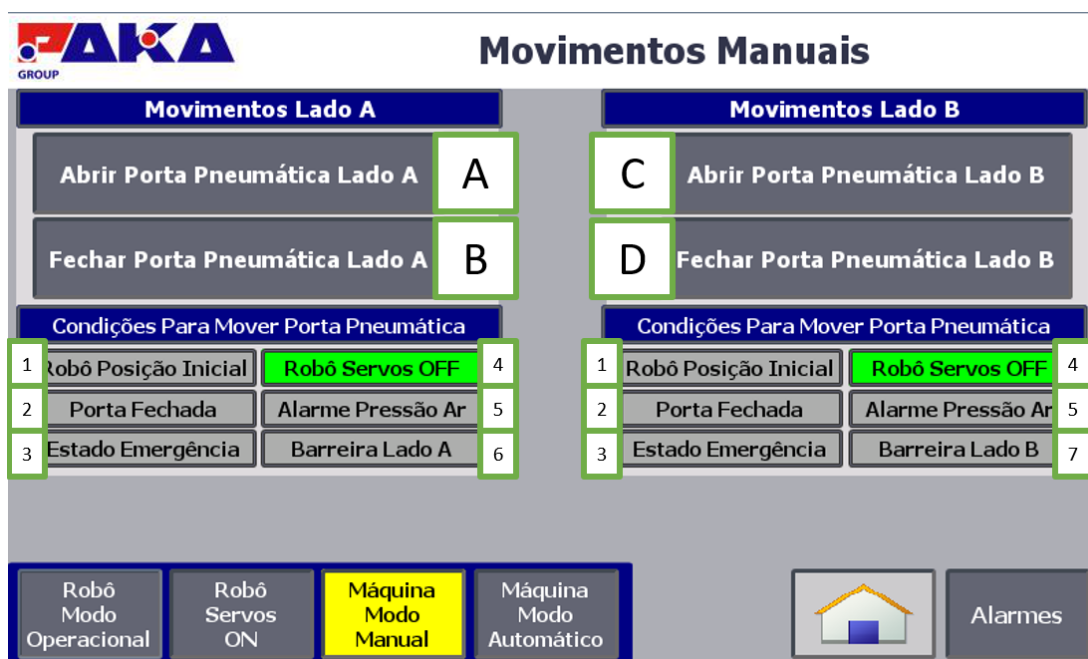 FAKA
GROUP
Movimentos Manuais
Movimentos Lado A
Abrir Porta Pneumática Lado A
A
Fechar Porta Pneumática Lado A
B
Condições Para Mover Porta Pneumática
1
Robô Posição Inicial
Robô Servos OFF
4
2
Porta Fechada
Alarme Pressão Ar
5
3
Estado Emergência
Barreira Lado A
6
Movimentos Lado B
C
Abrir Porta Pneumática Lado B
D
Fechar Porta Pneumática Lado B
Condições Para Mover Porta Pneumática
1
Robô Posição Inicial
Robô Servos OFF
4
2
Porta Fechada
Alarme Pressão Ar
5
3
Estado Emergência
Barreira Lado B
7
Robô
Modo
Operacional
Robô
Servos
ON
Máquina
Modo
Manual
Máquina
Modo
Automático
Alarmes